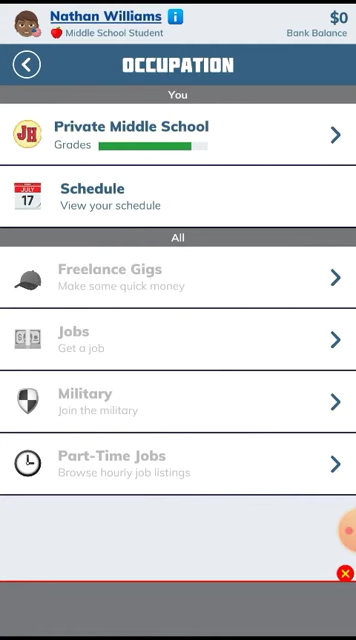 Nathan Williams
$0
Middle School Student
Bank Balance
OCCUPATION
You
JH
Private Middle School
Grades
JULY
17
Schedule
View your schedule
All
Freelance Gigs
Make some quick money
Jobs
Get a job
Military
Join the military
Part-Time Jobs
Browse hourly job listings